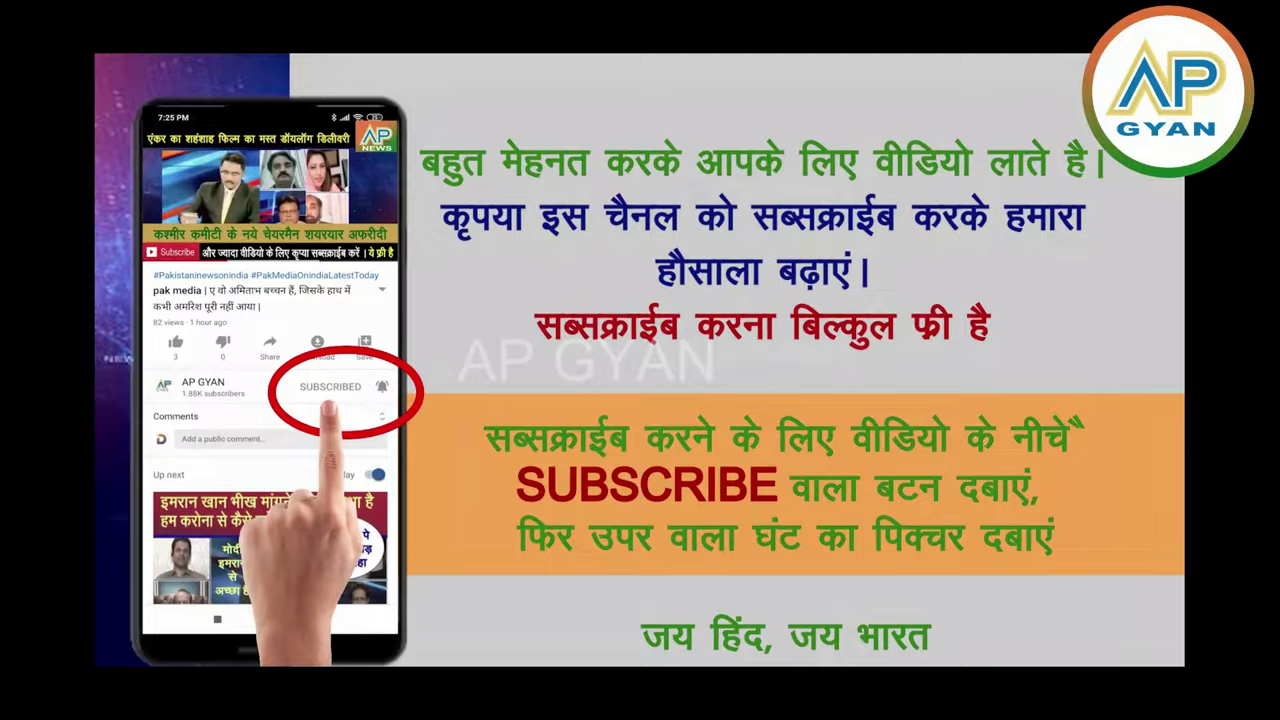 AP
GYAN
7:25 PM
एंकर का शहंशाह फिल्म का मस्त डॉयलॉग डिलीवरी
AP
NEWS
कश्मीर कमीटी के नये चेयरमैन शयरयार अफरीदी
Subscribe और ज्यादा वीडियो के लिए कृप्या सब्सक्राईब करें । ये फ्री है
#Pakistaninewsonindia #PakMediaOnindiaLatestToday
pak media | ए वो अमिताभ बच्चन हैं, जिसके हाथ में
कभी अमरिश पूरी नहीं आया |
82 views · 1 hour ago
3 0 Share Save
AP GYAN
1.88K subscribers
SUBSCRIBED
Comments
Add a public comment...
Up next
इमरान खान भीख मांगने है
हम करोना से कैसे
मोदी
इमरान
से
अच्छा है
बहुत मेहनत करके आपके लिए वीडियो लाते है।
कृपया इस चैनल को सब्सक्राईब करके हमारा
हौसाला बढ़ाएं।
सब्सक्राईब करना बिल्कुल फ्री है
AP GYAN
सब्सक्राईब करने के लिए वीडियो के नीचे"
SUBSCRIBE वाला बटन दबाएं,
फिर उपर वाला घंट का पिक्चर दबाएं
जय हिंद, जय भारत